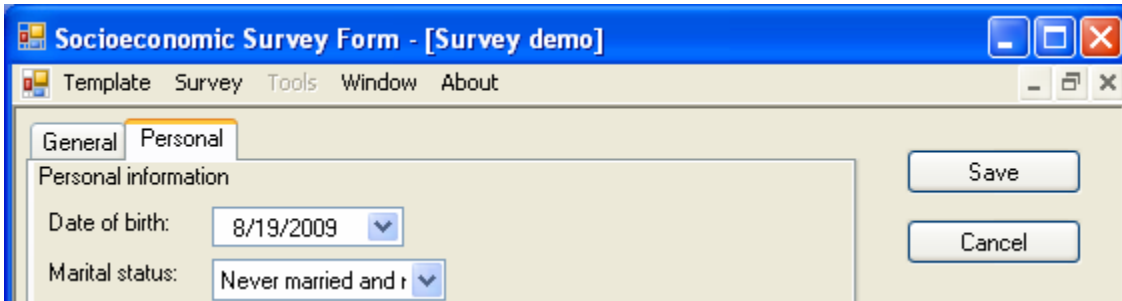 Socioeconomic Survey Form - [Survey demo]
Template Survey Tools Window About
General Personal
Personal information
Save
Date of birth: 8/19/2009
Cancel
Marital status: Never married and